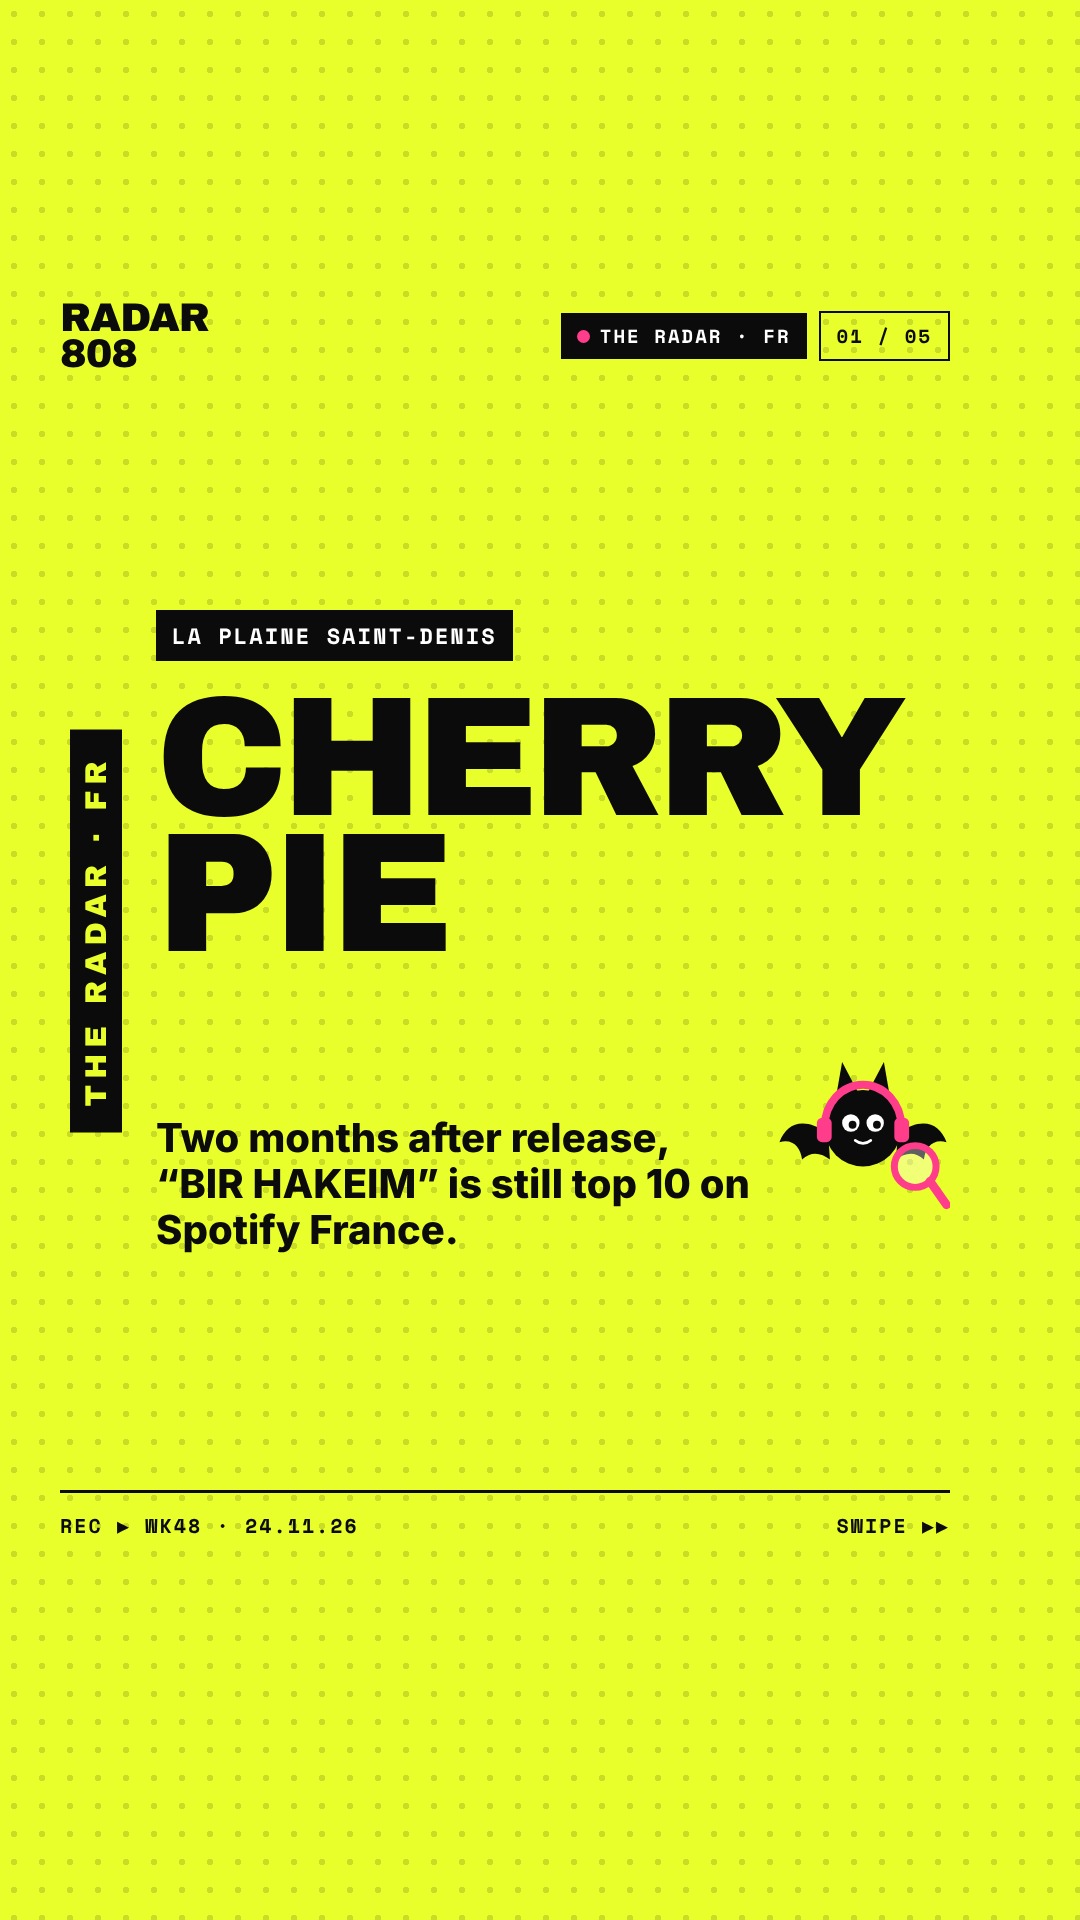 RADAR
808
THE RADAR · FR
01 / 05
LA PLAINE SAINT-DENIS
CHERRY
PIE
THE RADAR · FR
Two months after release,
“BIR HAKEIM” is still top 10 on
Spotify France.
REC ▶ WK48 · 24.11.26
SWIPE ▶▶